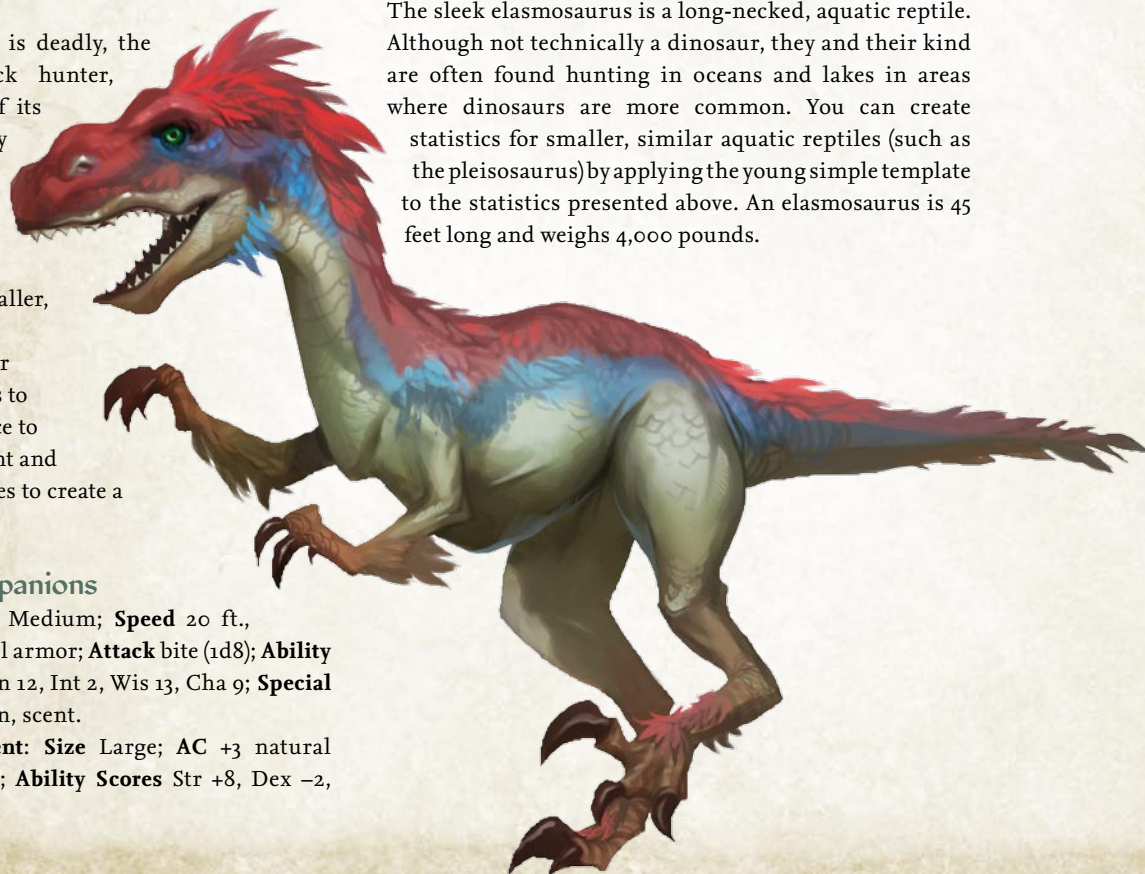 is deadly, the
ck hunter,
f its
y
aller,
r
s to
ce to
nt and
es to create a
panions
Medium; Speed 20 ft.,
l armor; Attack bite (1d8); Ability
n 12, Int 2, Wis 13, Cha 9; Special
n, scent.
ent: Size Large; AC +3 natural
; Ability Scores Str +8, Dex –2,
The sleek elasmosaurus is a long-necked, aquatic reptile.
Although not technically a dinosaur, they and their kind
are often found hunting in oceans and lakes in areas
where dinosaurs are more common. You can create
statistics for smaller, similar aquatic reptiles (such as
the pleisosaurus) by applying the young simple template
to the statistics presented above. An elasmosaurus is 45
feet long and weighs 4,000 pounds.